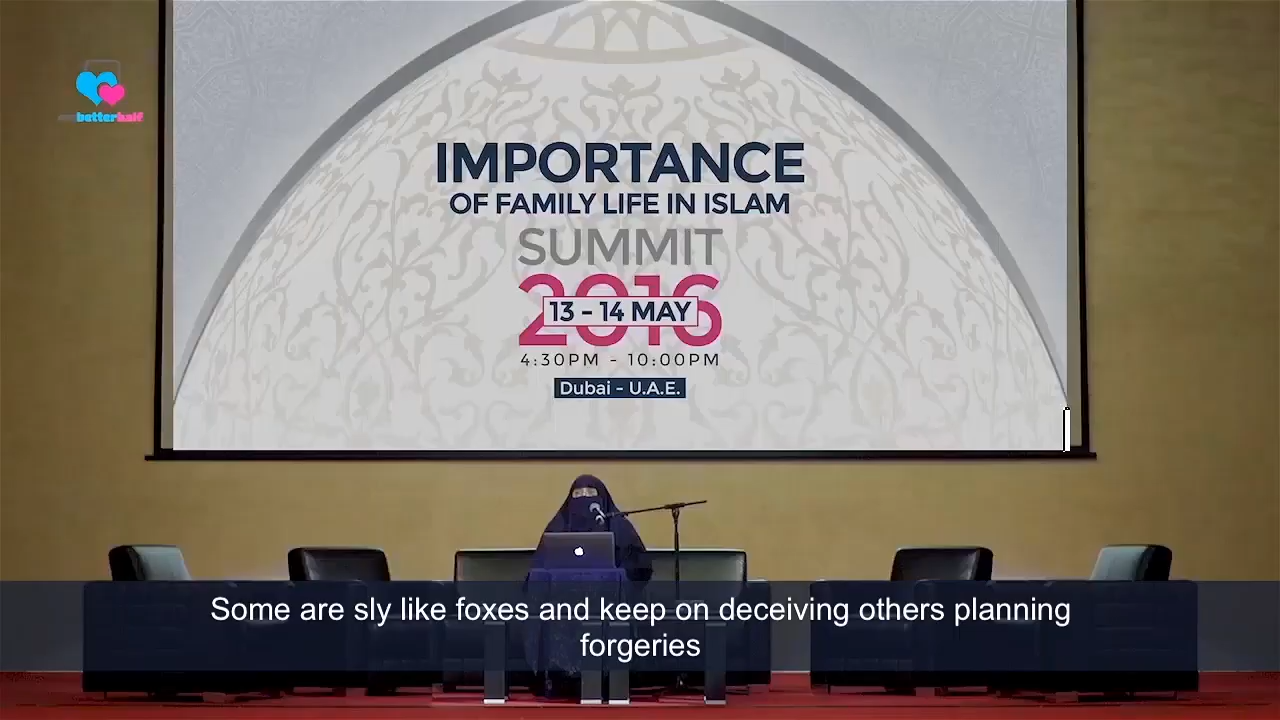 betterhalf
IMPORTANCE
OF FAMILY LIFE IN ISLAM
SUMMIT
2016
13 - 14 MAY
4:30PM - 10:00PM
Dubai - U.A.E.
Some are sly like foxes and keep on deceiving others planning
forgeries